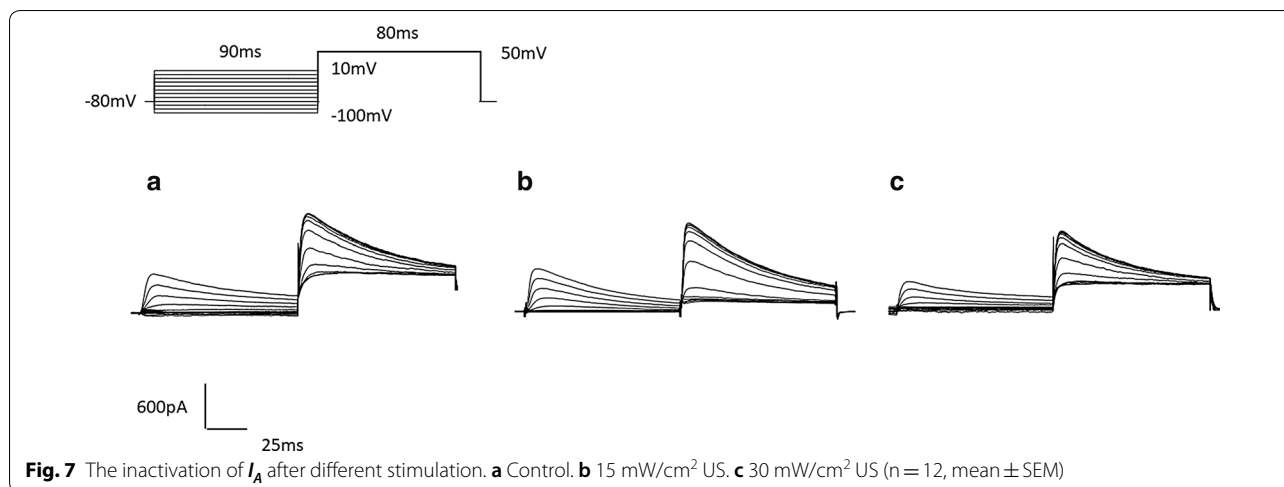 80ms
90ms
50mV
10mV
-80mV
-100mV
a
b
c
600pA
25ms
Fig. 7 The inactivation of I_A after different stimulation. a Control. b 15 mW/cm² US. c 30 mW/cm² US (n = 12, mean ± SEM)